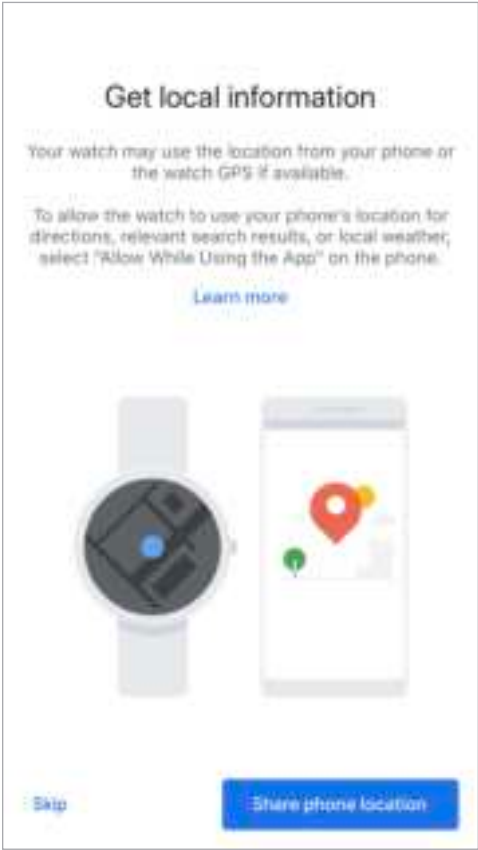 Get local information
Your watch may use the location from your phone or
the watch GPS if available.
To allow the watch to use your phone's location for
directions, relevant search results, or local weather,
select "Allow While Using the App" on the phone.
Learn more
Skip
Share phone location